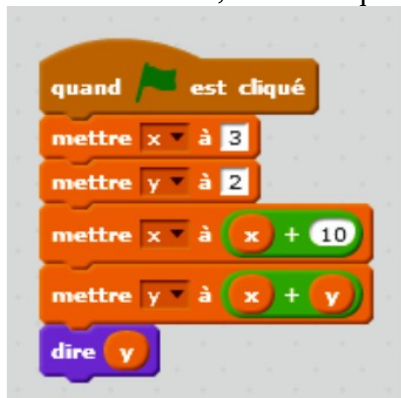 quand est cliqué
mettre x à 3
mettre y à 2
mettre x à x + 10
mettre y à x + y
dire y